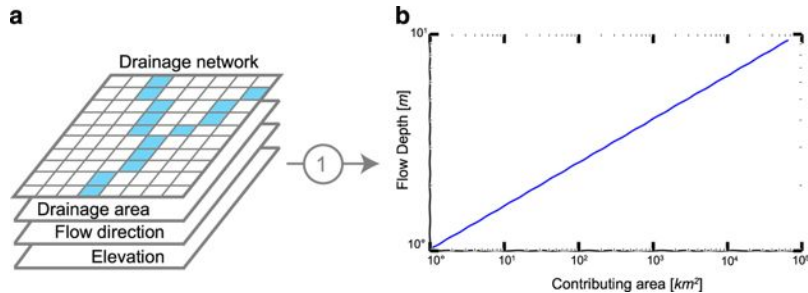 a
Drainage network
Drainage area
Flow direction
Elevation
1
b
Flow Depth [m]
10¹
10⁰
10⁰ 10¹ 10² 10³ 10⁴ 10⁵
Contributing area [km²]